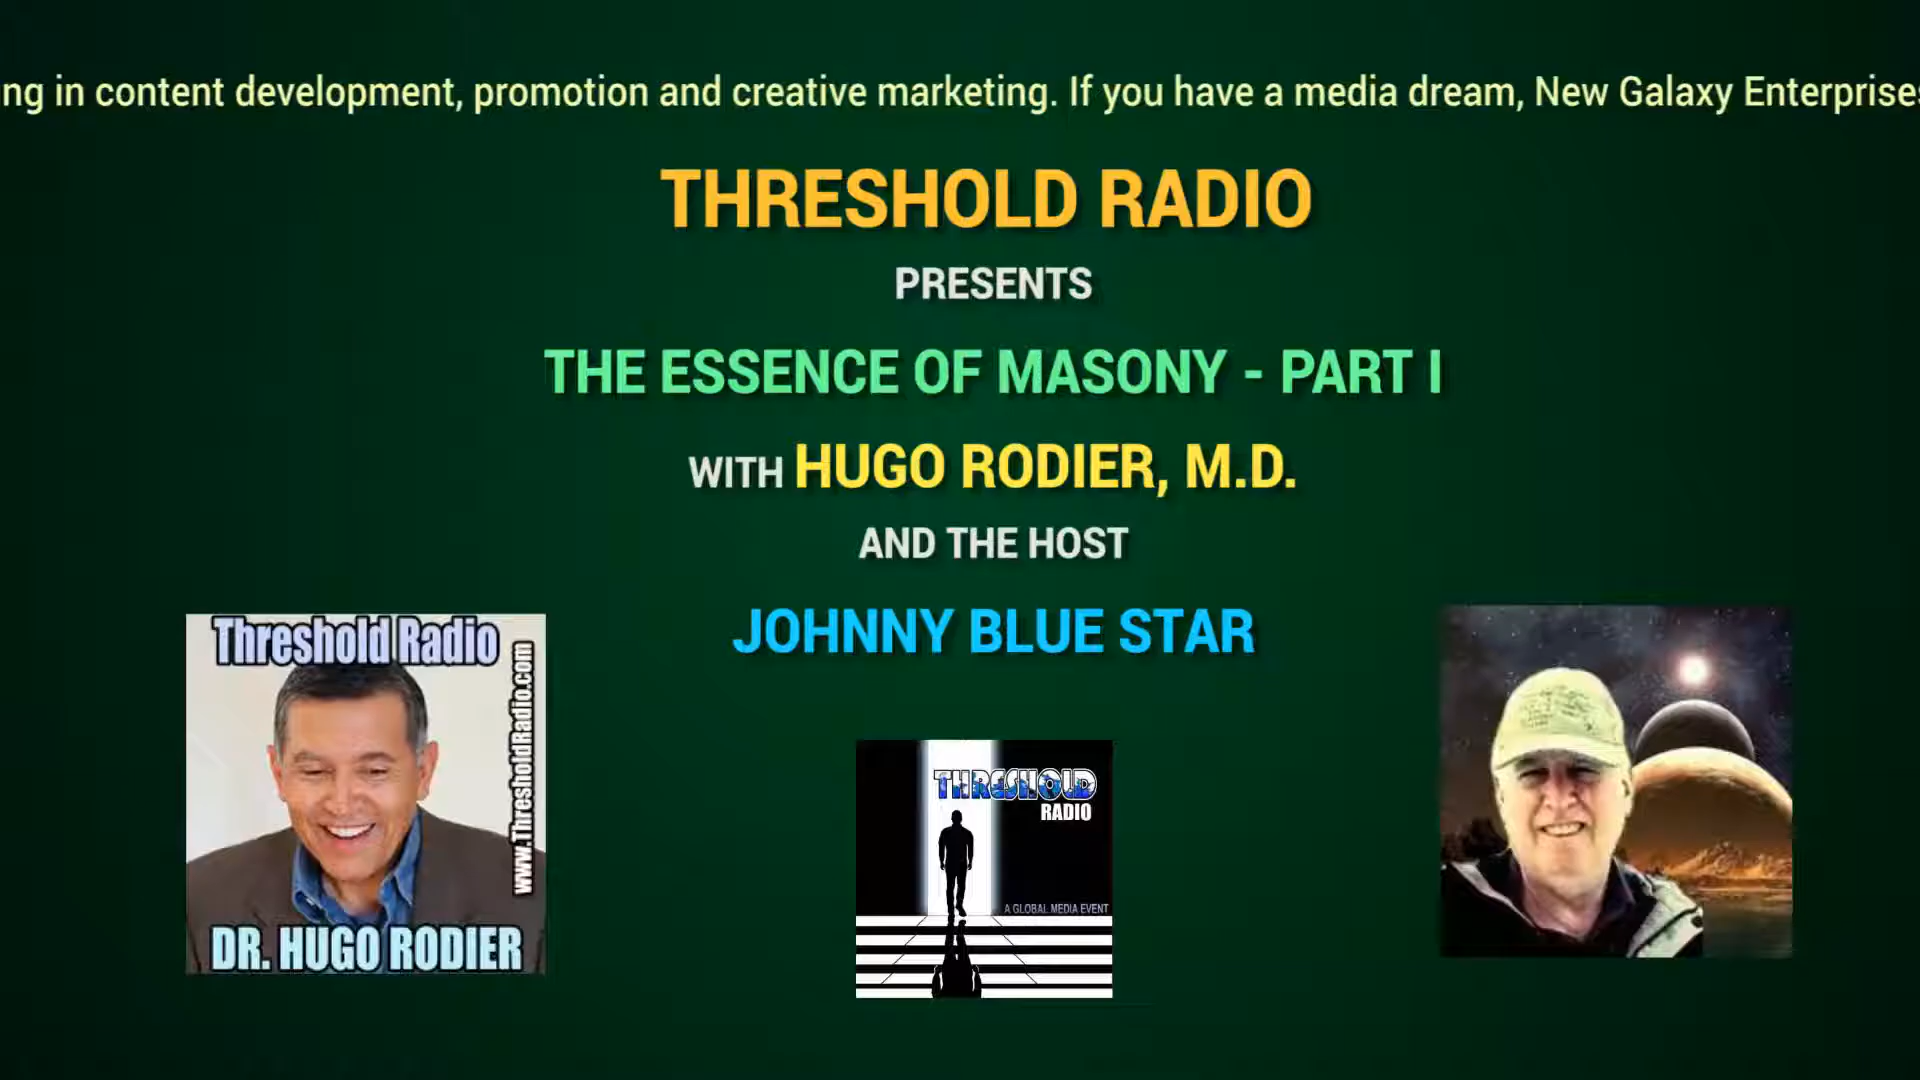 ng in content development, promotion and creative marketing. If you have a media dream, New Galaxy Enterprises
THRESHOLD RADIO
PRESENTS
THE ESSENCE OF MASONY - PART I
WITH HUGO RODIER, M.D.
AND THE HOST
JOHNNY BLUE STAR
Threshold Radio
www.ThresholdRadio.com
DR. HUGO RODIER
THRESHOLD
RADIO
A GLOBAL MEDIA EVENT